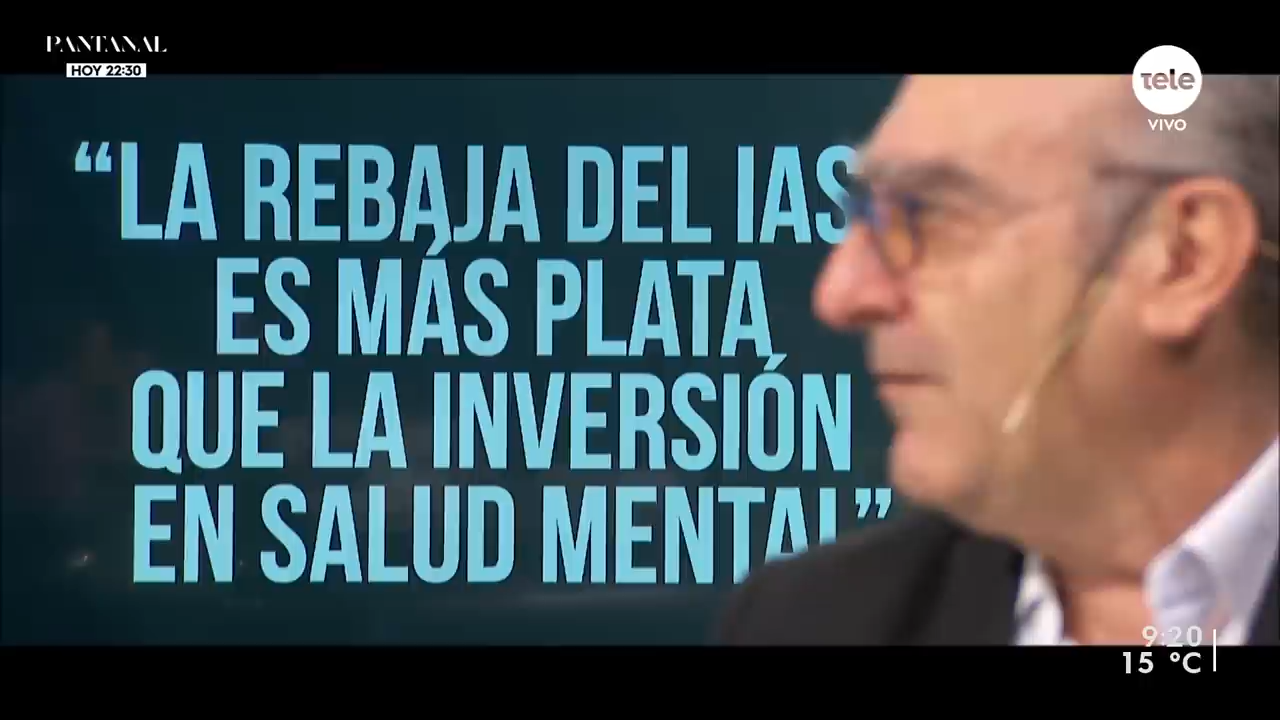 PANTANAL
HOY 22:30
tele
VIVO
“LA REBAJA DEL IAS
ES MÁS PLATA
QUE LA INVERSIÓN
EN SALUD MENTAL”
9:20
15 °C